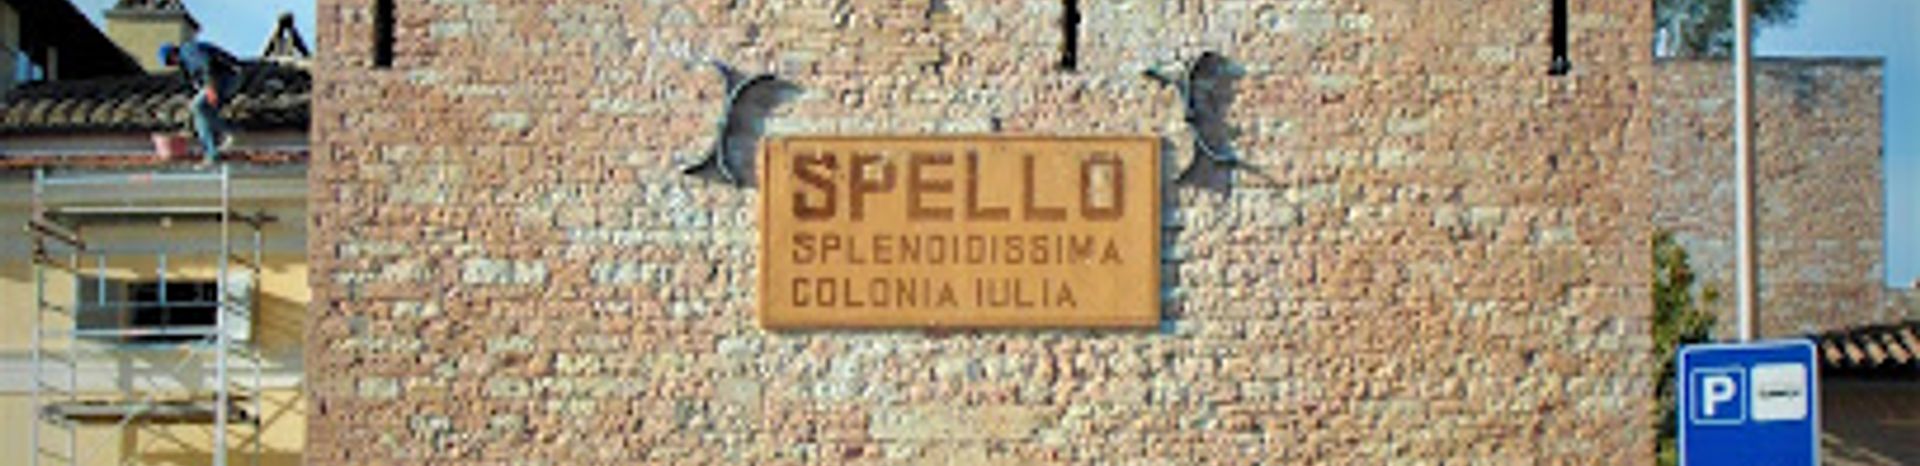 SPELLO
SPLENDIDISSIMA
COLONIA IULIA
P